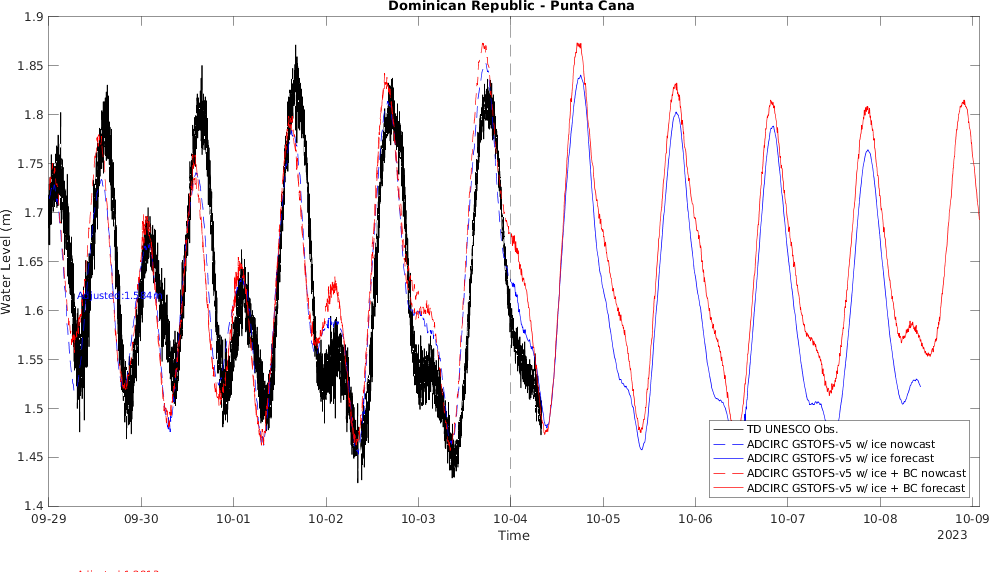 Dominican Republic - Punta Cana
1.9
1.85
1.8
1.75
1.7
1.65
1.6
1.55
1.5
1.45
1.4
Water Level (m)
09-29
09-30
10-01
10-02
10-03
10-04
10-05
10-06
10-07
10-08
10-09
Time
2023
TD UNESCO Obs.
ADCIRC GSTOFS-v5 w/ ice nowcast
ADCIRC GSTOFS-v5 w/ ice forecast
ADCIRC GSTOFS-v5 w/ ice + BC nowcast
ADCIRC GSTOFS-v5 w/ ice + BC forecast